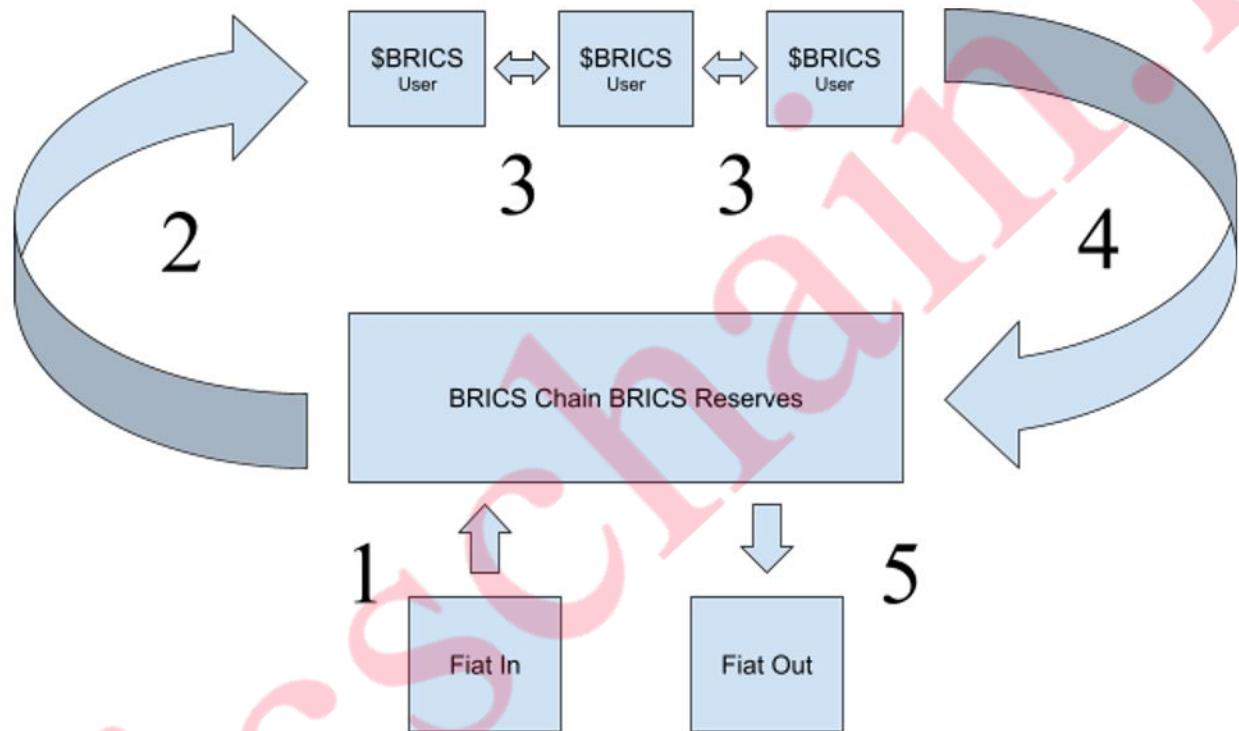 $BRICS
User
$BRICS
User
$BRICS
User
3
3
2
4
BRICS Chain BRICS Reserves
1
5
Fiat In
Fiat Out
cschain.